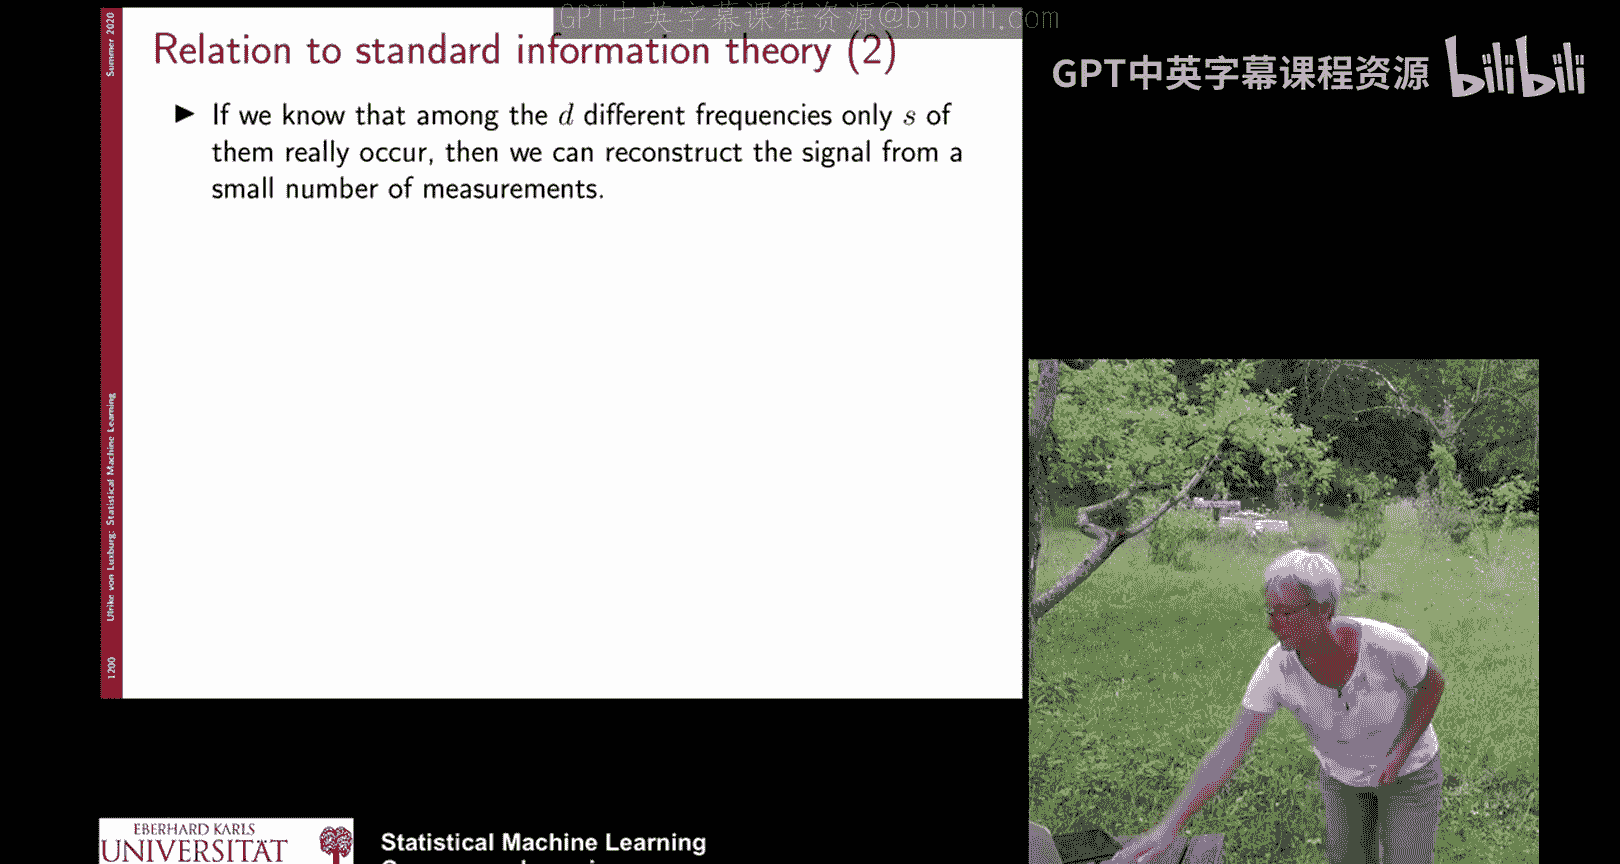 GPT中英字幕课程资源@bilibili.com
Relation to standard information theory (2)
► If we know that among the d different frequencies only s of
them really occur, then we can reconstruct the signal from a
small number of measurements.
Summer 2020
Ulrike von Luxburg: Statistical Machine Learning
1200
GPT中英字幕课程资源 bilibili
EBERHARD KARLS
UNIVERSITÄT
Statistical Machine Learning